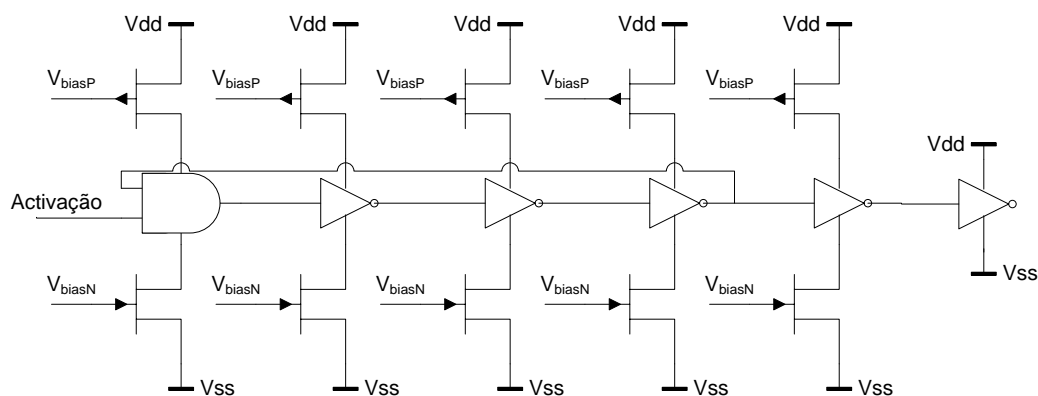 Vdd Vdd Vdd Vdd Vdd
VbiasP VbiasP VbiasP VbiasP VbiasP
Vdd
Activação
Vss
VbiasN VbiasN VbiasN VbiasN VbiasN
Vss Vss Vss Vss Vss